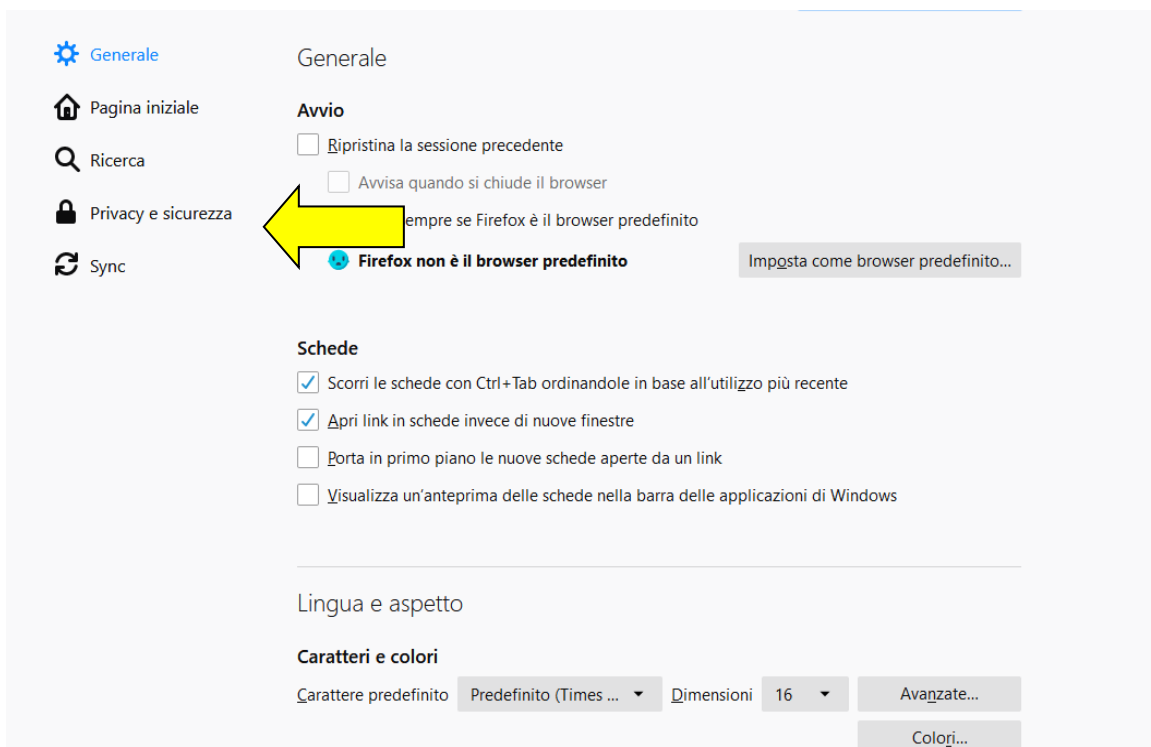 Generale
Pagina iniziale
Ricerca
Privacy e sicurezza
Sync
Generale
Avvio
Ripristina la sessione precedente
Avvisa quando si chiude il browser
empre se Firefox è il browser predefinito
Firefox non è il browser predefinito
Imposta come browser predefinito...
Schede
Scorri le schede con Ctrl+Tab ordinandole in base all'utilizzo più recente
Apri link in schede invece di nuove finestre
Porta in primo piano le nuove schede aperte da un link
Visualizza un'anteprima delle schede nella barra delle applicazioni di Windows
Lingua e aspetto
Caratteri e colori
Carattere predefinito Predefinito (Times ... Dimensioni 16 Avanzate...
Colori...